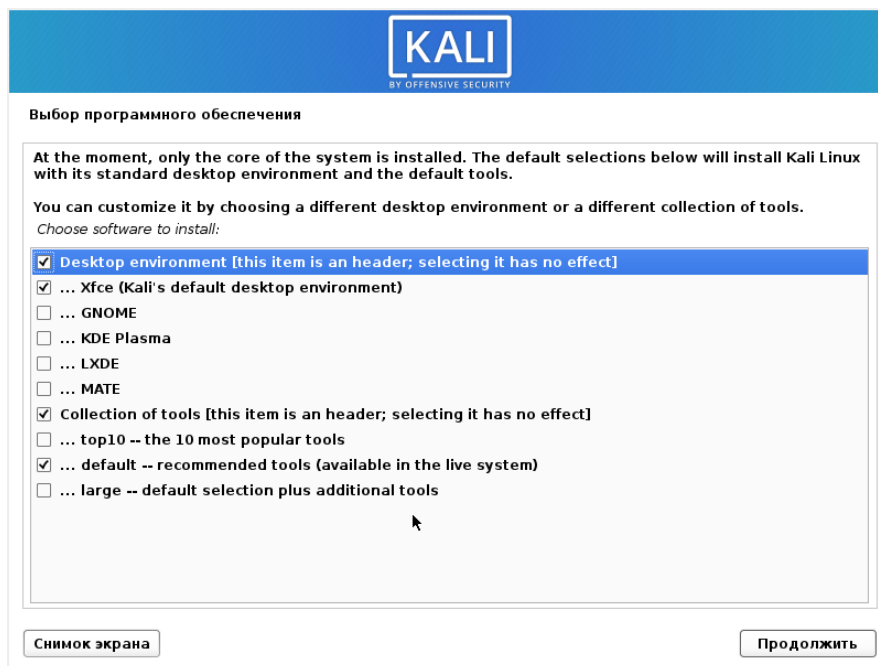 KALI
BY OFFENSIVE SECURITY
Выбор программного обеспечения
At the moment, only the core of the system is installed. The default selections below will install Kali Linux
with its standard desktop environment and the default tools.
You can customize it by choosing a different desktop environment or a different collection of tools.
Choose software to install:
Desktop environment [this item is an header; selecting it has no effect]
... Xfce (Kali's default desktop environment)
... GNOME
... KDE Plasma
... LXDE
... MATE
Collection of tools [this item is an header; selecting it has no effect]
... top10 -- the 10 most popular tools
... default -- recommended tools (available in the live system)
... large -- default selection plus additional tools
Снимок экрана
Продолжить